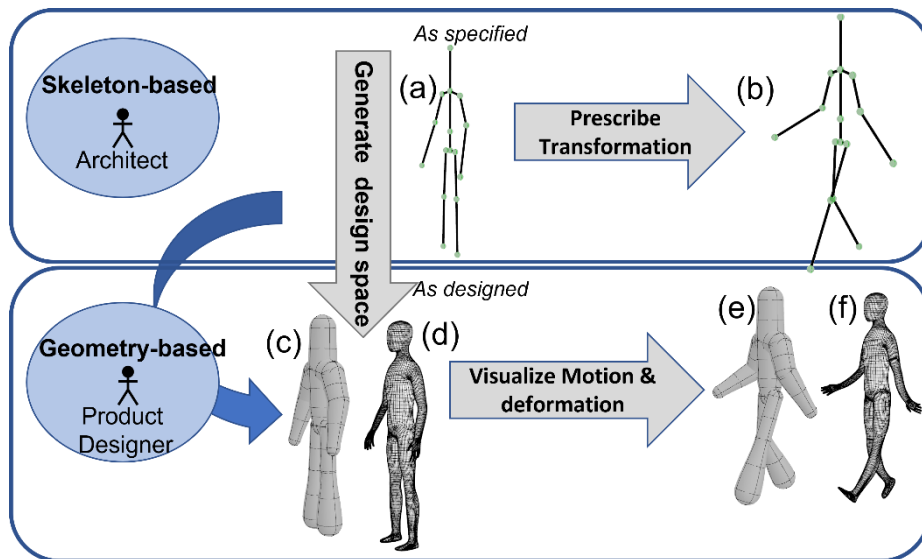 As specified
Skeleton-based
Architect
Generate design space
(a)
Prescribe
Transformation
(b)
As designed
Geometry-based
Product
Designer
(c)
(d)
Visualize Motion &
deformation
(e)
(f)